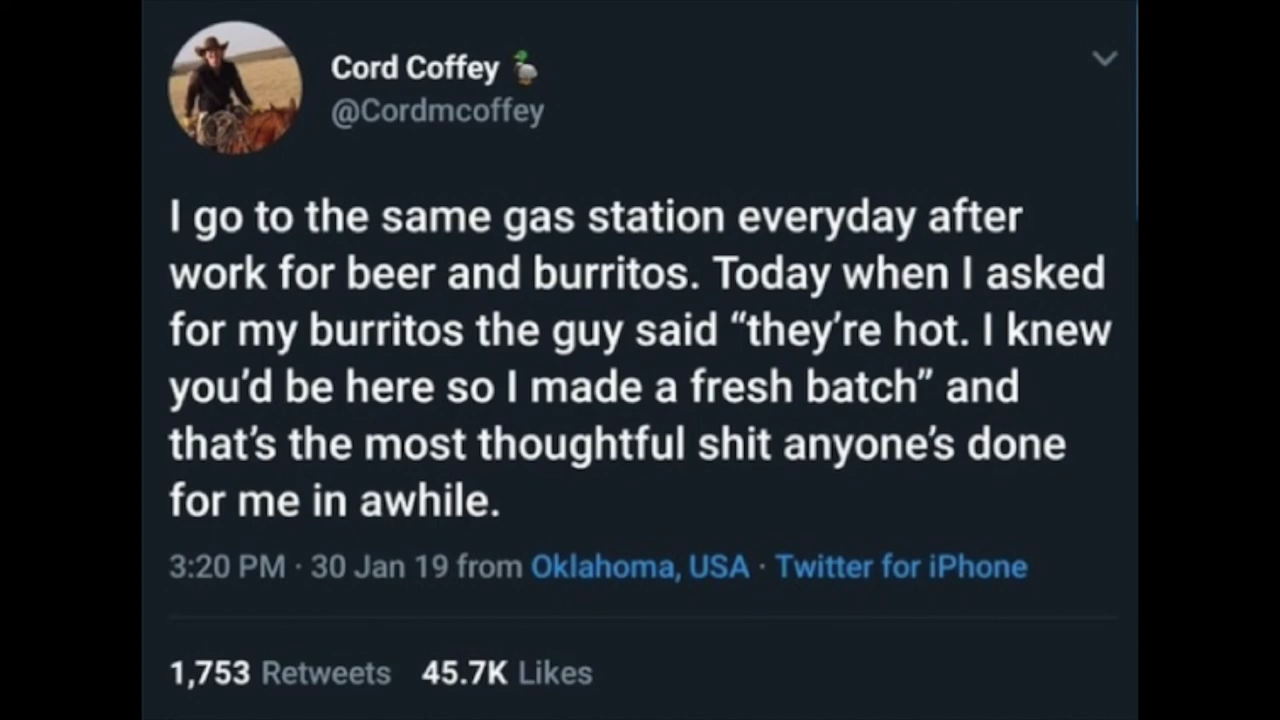 Cord Coffey 🦆
@Cordmcoffey
I go to the same gas station everyday after
work for beer and burritos. Today when I asked
for my burritos the guy said “they’re hot. I knew
you’d be here so I made a fresh batch” and
that’s the most thoughtful shit anyone’s done
for me in awhile.
3:20 PM · 30 Jan 19 from Oklahoma, USA · Twitter for iPhone
1,753 Retweets 45.7K Likes